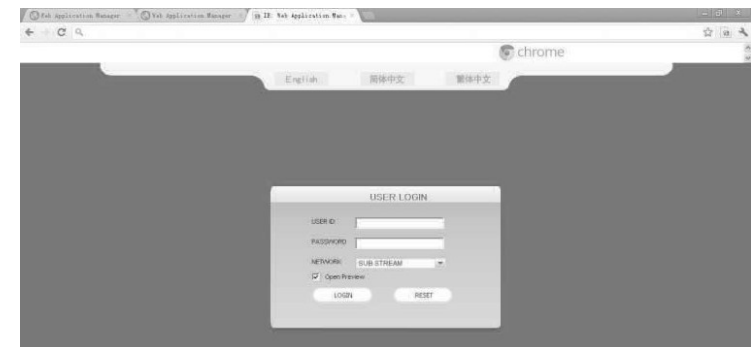 Web Application Manager
Web Application Manager
IE: Web Application Man
chrome
English 简体中文 繁体中文
USER LOGIN
USER ID:
PASSWORD:
NETWORK: SUB STREAM
Open Preview
LOGIN RESET